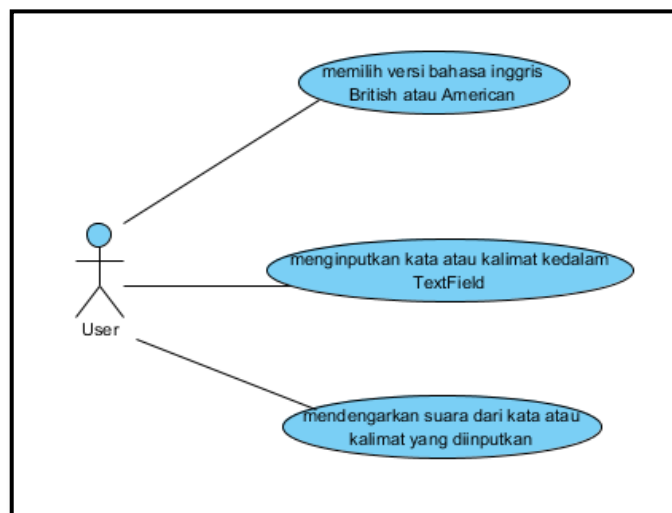 memilih versi bahasa inggris
British atau American
menginputkan kata atau kalimat kedalam
TextField
User
mendengarkan suara dari kata atau
kalimat yang diinputkan